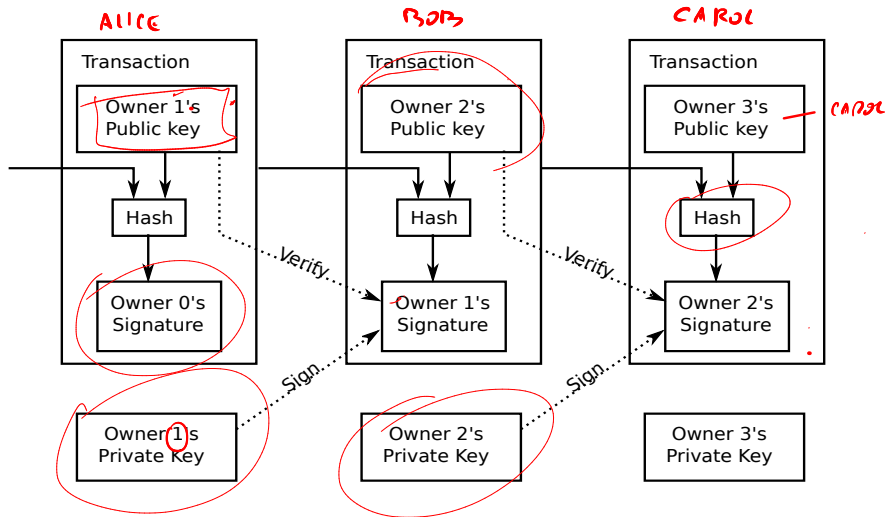 ALICE
BOB
CAROL
Transaction
Transaction
Transaction
Owner 1's
Public key
Owner 2's
Public key
Owner 3's
Public key
CAROL
Hash
Hash
Hash
Verify
Verify
Owner 0's
Signature
Owner 1's
Signature
Owner 2's
Signature
Sign
Sign
Owner 1's
Private Key
Owner 2's
Private Key
Owner 3's
Private Key